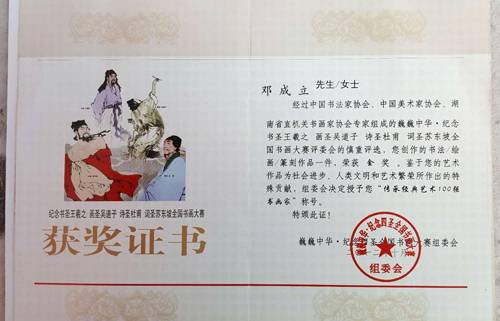 纪念书圣王羲之 画圣吴道子 诗圣杜甫 词圣苏东坡全国书画大赛
获奖证书
邓成立 先生/女士
经过中国书法家协会、中国美术家协会、湖
南省直机关书画家协会专家组成的巍巍中华·纪念
书圣王羲之 画圣吴道子 诗圣杜甫 词圣苏东坡全
国书画大赛评委会的慎重评选，您创作的书法/绘
画/篆刻作品一件，荣获 金 奖。鉴于您的艺术
作品为社会进步、人类文明和艺术繁荣所作出的特
殊贡献，组委会决定授予您“传承经典艺术100强
书画家”称号。
特颁此证！
巍巍中华·纪念四圣全国书画大赛组委会
组委会